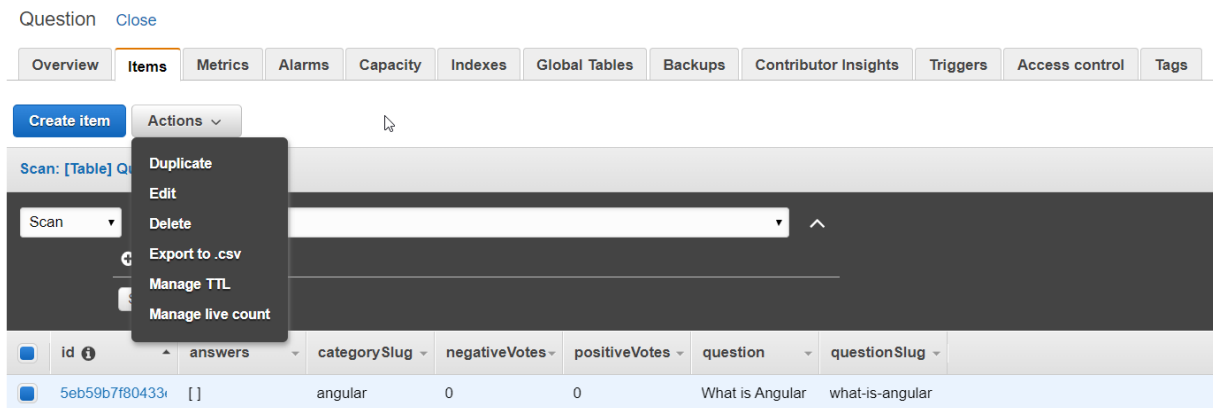 Question Close
Overview Items Metrics Alarms Capacity Indexes Global Tables Backups Contributor Insights Triggers Access control Tags
Create item Actions
Scan: [Table] Qu
Duplicate
Edit
Scan
Delete
Export to .csv
Manage TTL
Manage live count
id answers categorySlug negativeVotes positiveVotes question questionSlug
5eb59b7f80433 [ ] angular 0 0 What is Angular what-is-angular